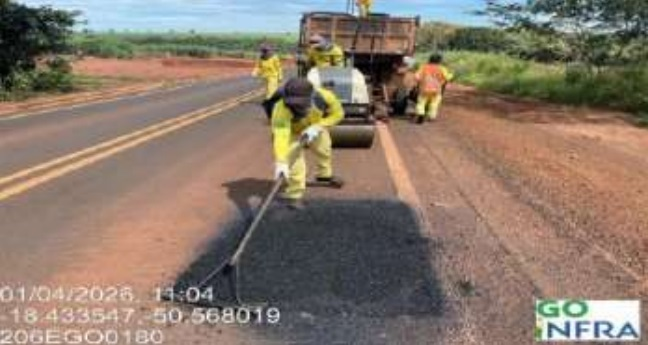 01/04/2026, 11:04
-18.433547,-50.568019
206EGO0180
GO
INFRA